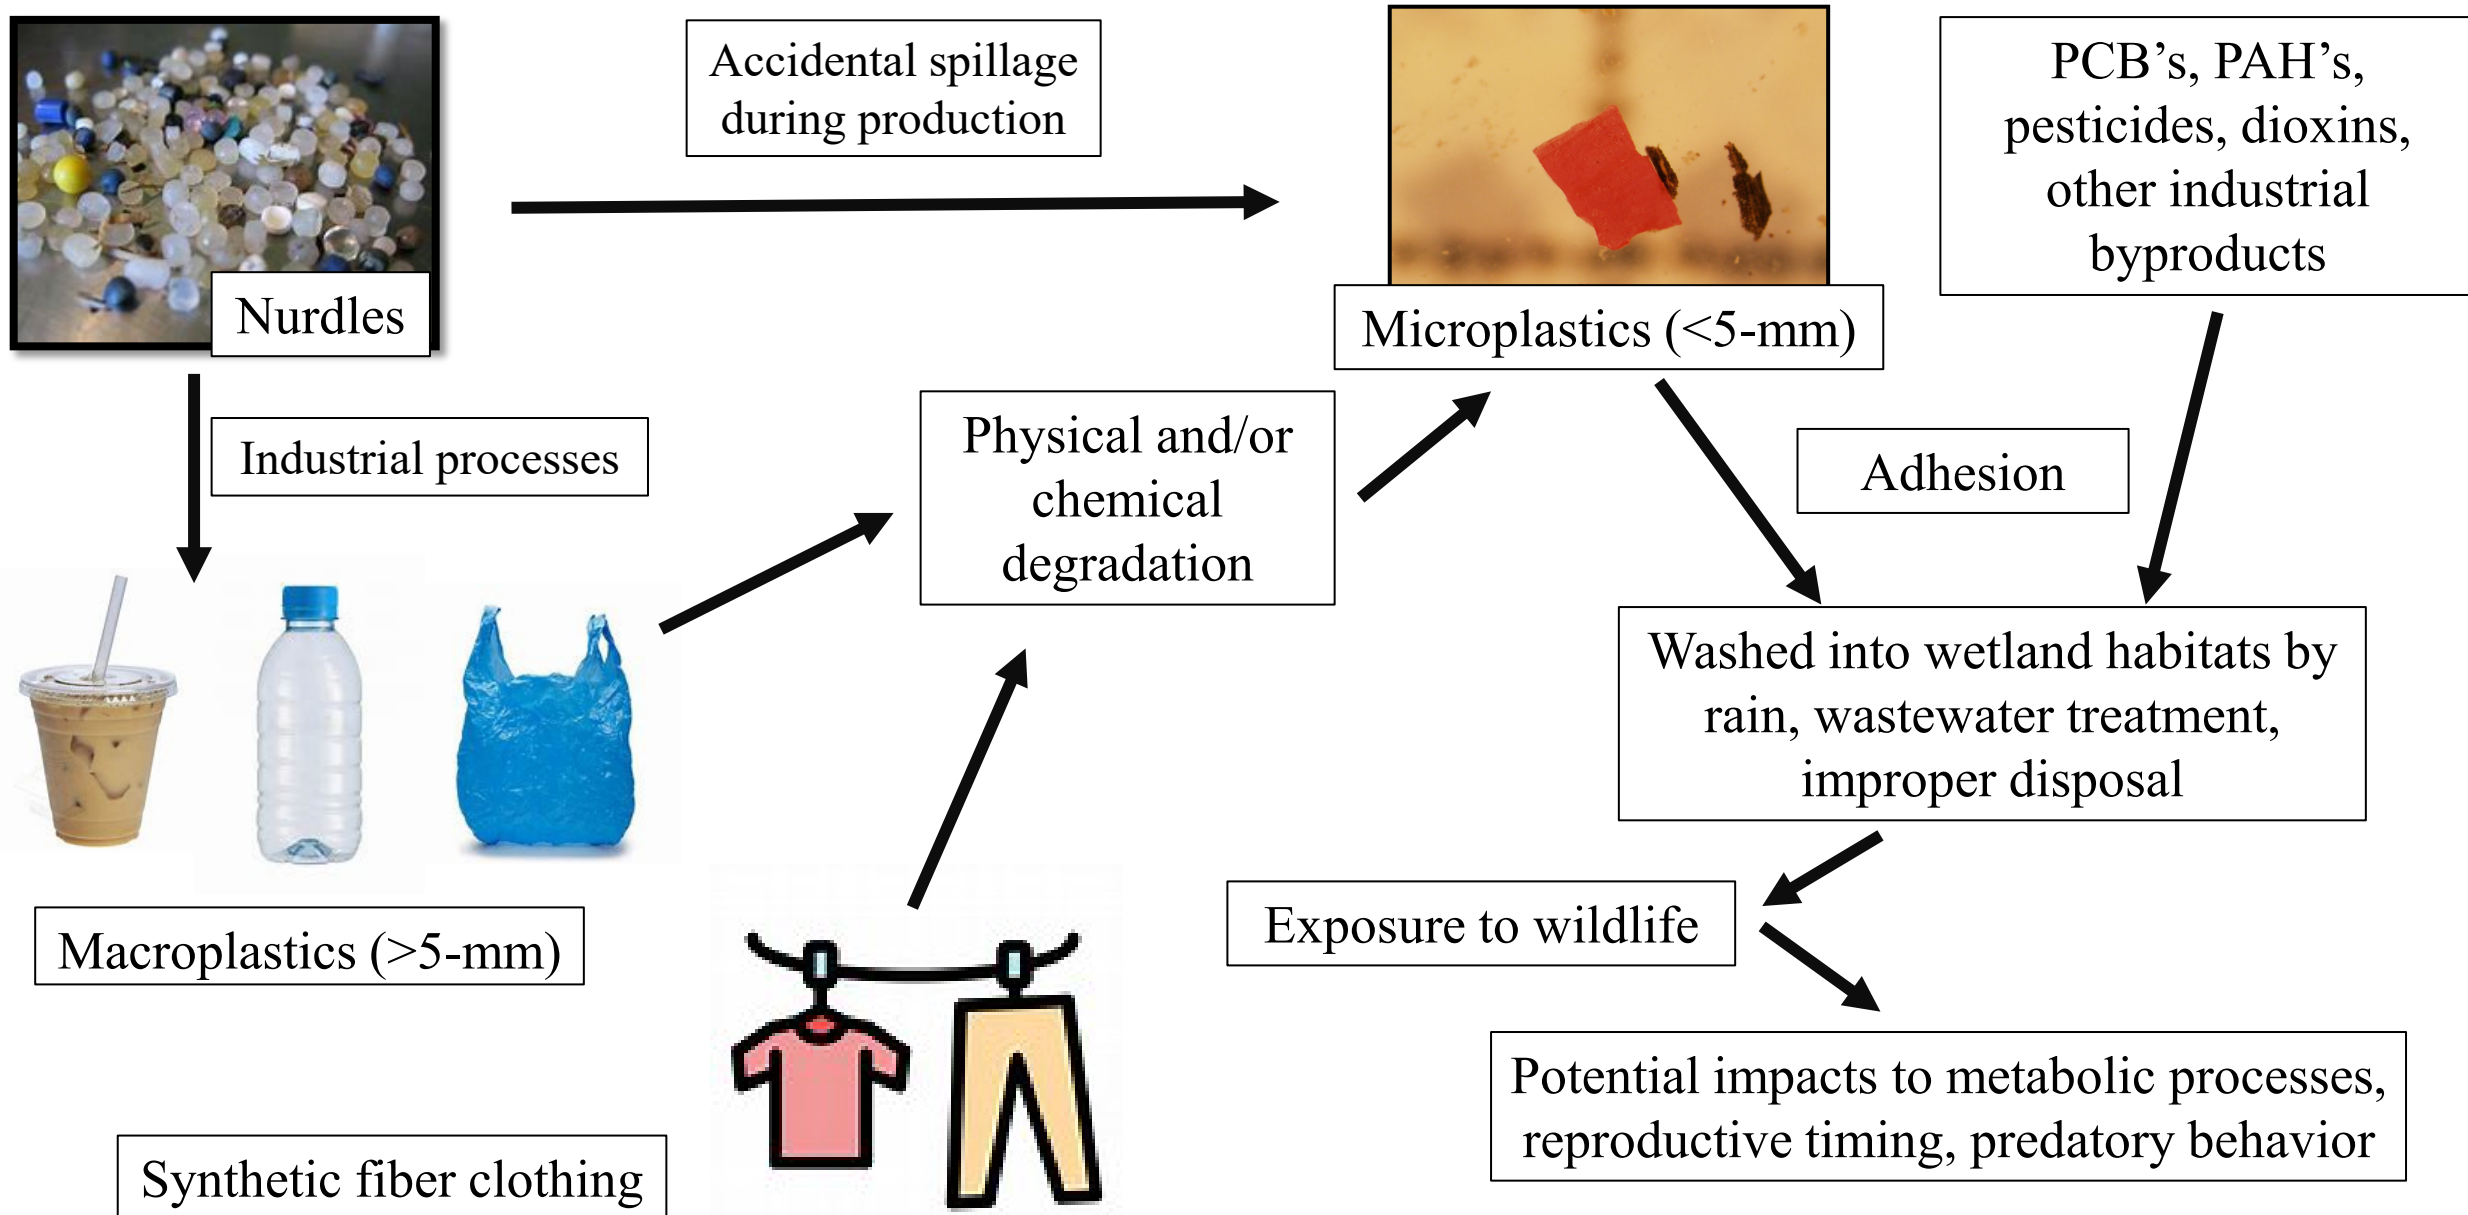 Accidental spillage
during production
PCB’s, PAH’s,
pesticides, dioxins,
other industrial
byproducts
Nurdles
Microplastics (<5-mm)
Industrial processes
Physical and/or
chemical
degradation
Adhesion
Washed into wetland habitats by
rain, wastewater treatment,
improper disposal
Macroplastics (>5-mm)
Exposure to wildlife
Potential impacts to metabolic processes,
reproductive timing, predatory behavior
Synthetic fiber clothing